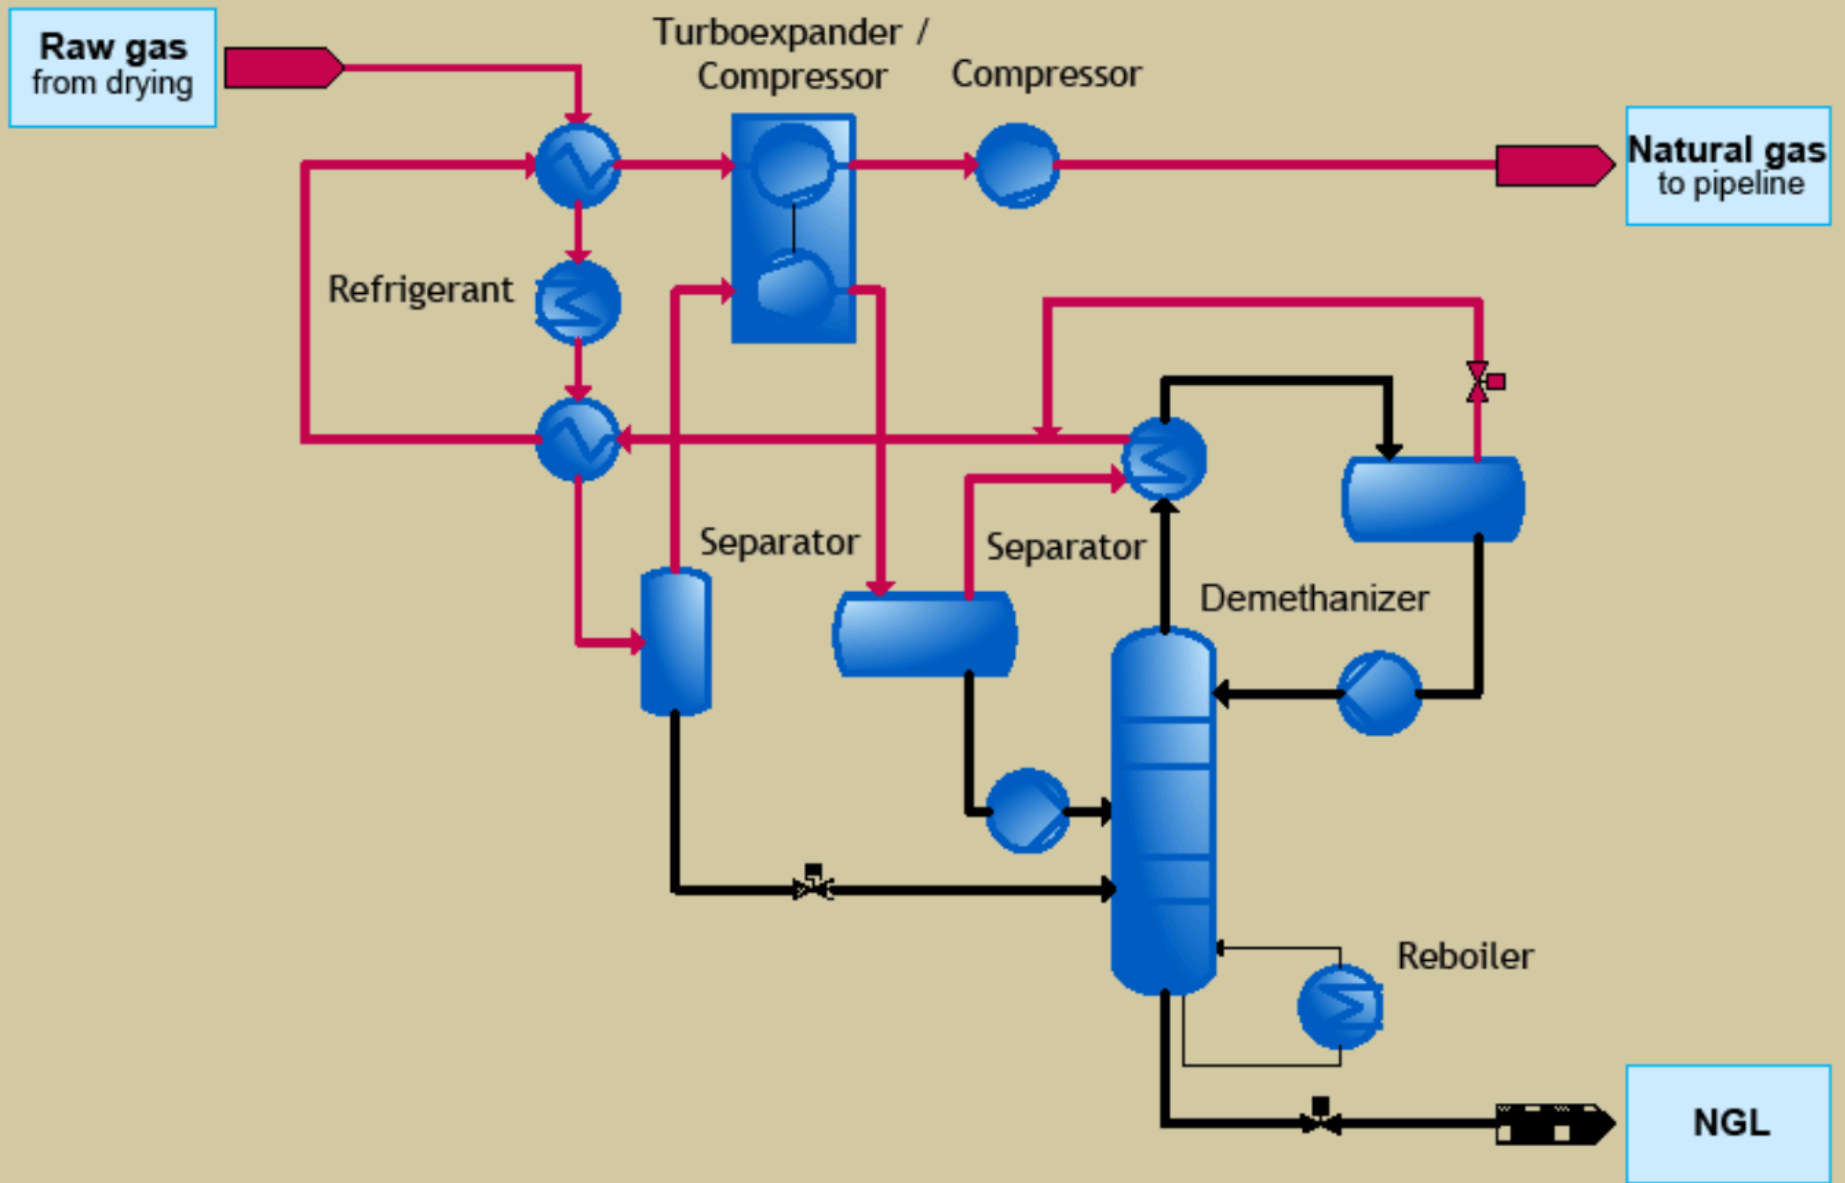 Raw gas
from drying
Turboexpander /
Compressor
Compressor
Natural gas
to pipeline
Refrigerant
Separator
Separator
Demethanizer
Reboiler
NGL